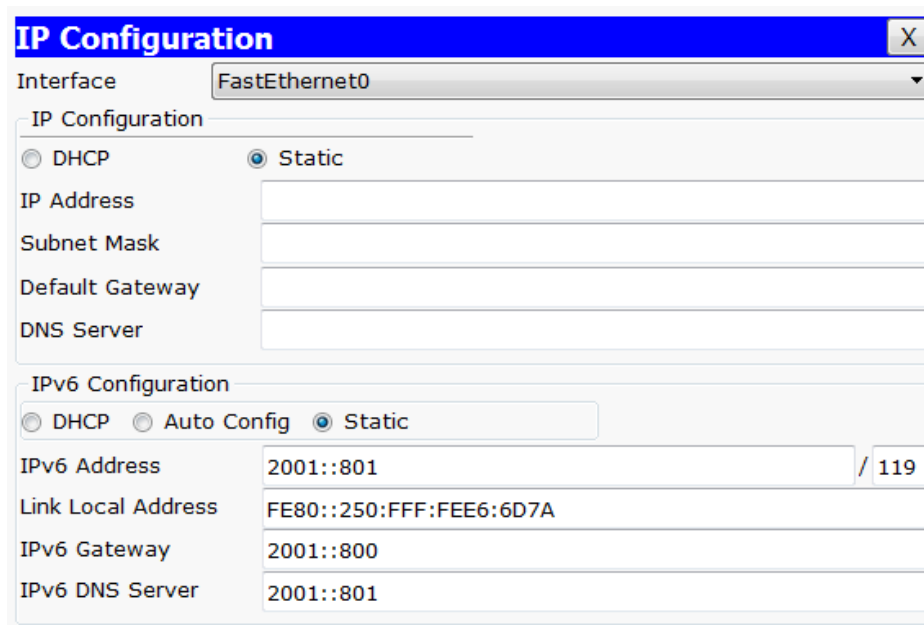 IP Configuration X
Interface FastEthernet0
IP Configuration
DHCP Static
IP Address
Subnet Mask
Default Gateway
DNS Server
IPv6 Configuration
DHCP Auto Config Static
IPv6 Address 2001::801 / 119
Link Local Address FE80::250:FFF:FEE6:6D7A
IPv6 Gateway 2001::800
IPv6 DNS Server 2001::801